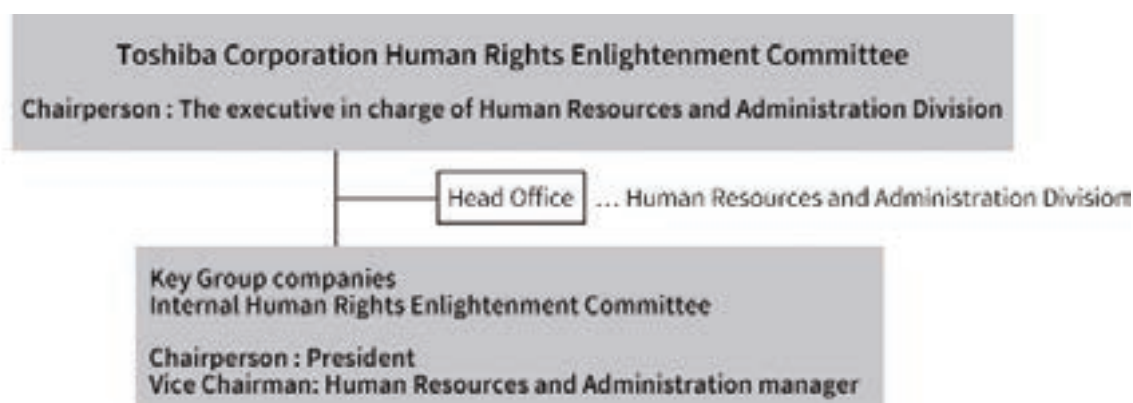 Toshiba Corporation Human Rights Enlightenment Committee
Chairperson : The executive in charge of Human Resources and Administration Division
Head Office ... Human Resources and Administration Division
Key Group companies
Internal Human Rights Enlightenment Committee
Chairperson : President
Vice Chairman: Human Resources and Administration manager